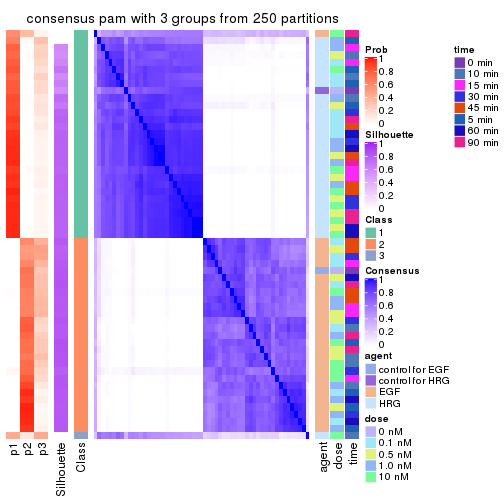 consensus pam with 3 groups from 250 partitions
Prob
1
0.8
0.6
0.4
0.2
0
Silhouette
1
0.8
0.6
0.4
0.2
0
Class
1
2
3
Consensus
1
0.8
0.6
0.4
0.2
0
agent
control for EGF
control for HRG
EGF
HRG
dose
0 nM
0.1 nM
0.5 nM
1.0 nM
10 nM
time
0 min
10 min
15 min
30 min
45 min
5 min
60 min
90 min
p1
p2
p3
Silhouette
Class
agent
dose
time